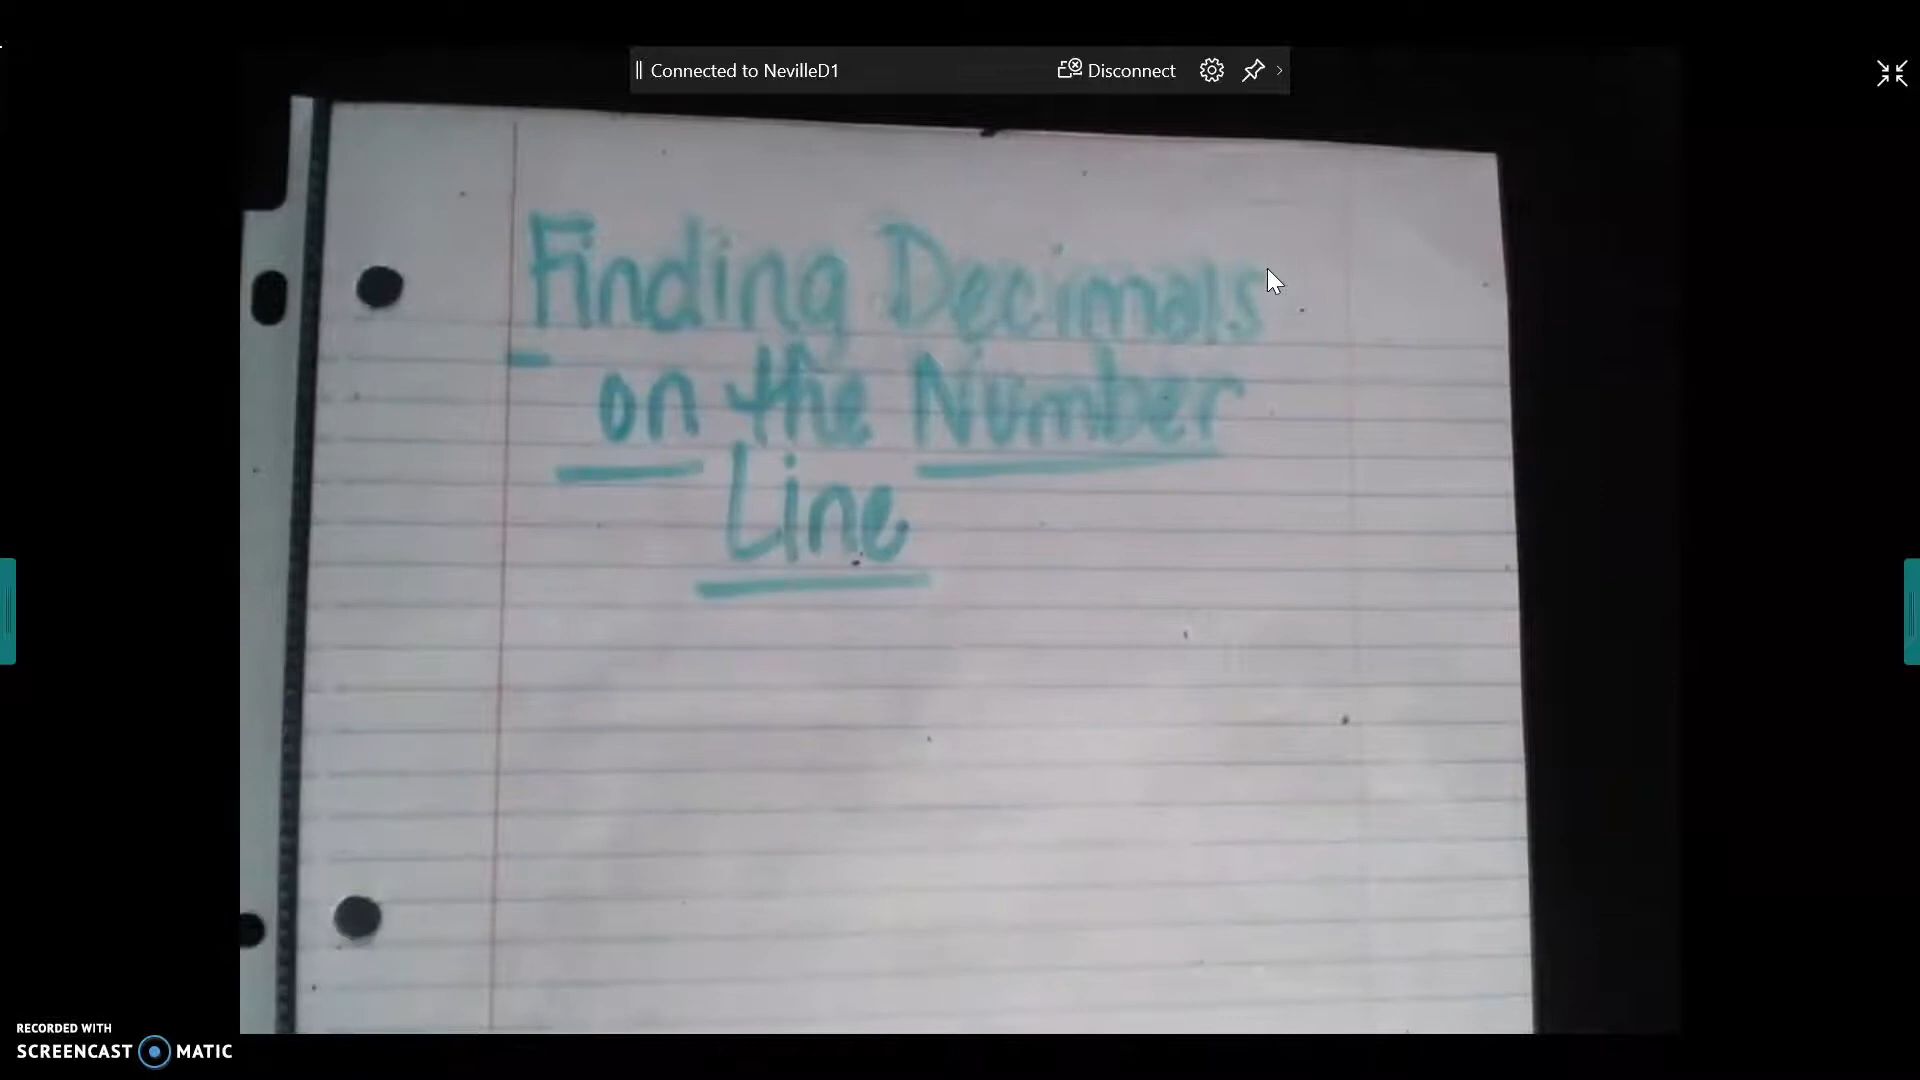 Connected to NevilleD1 Disconnect
Finding Decimals
on the Number
Line
RECORDED WITH
SCREENCAST MATIC